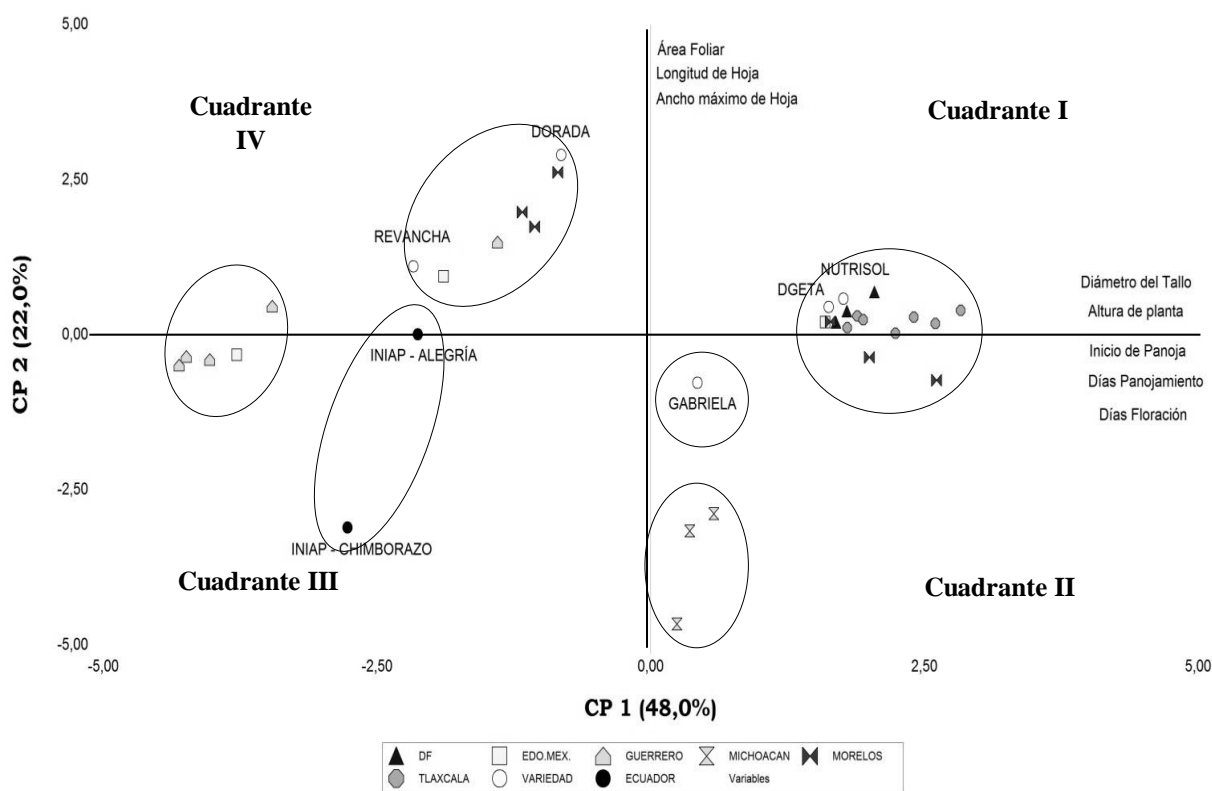 5,00
Área Foliar
Longitud de Hoja
Ancho máximo de Hoja
Cuadrante
IV
Cuadrante I
DORADA
2,50
REVANCHA
NUTRISOL
DGETA
Diámetro del Tallo
Altura de planta
CP 2 (22,0%)
0,00
INIAP - ALEGRÍA
Inicio de Panoja
Días Panojamiento
Días Floración
GABRIELA
-2,50
INIAP - CHIMBORAZO
Cuadrante III
Cuadrante II
-5,00
-5,00 -2,50 0,00 2,50 5,00
CP 1 (48,0%)
DF EDO.MEX. GUERRERO MICHOACAN MORELOS
TLAXCALA VARIEDAD ECUADOR Variables